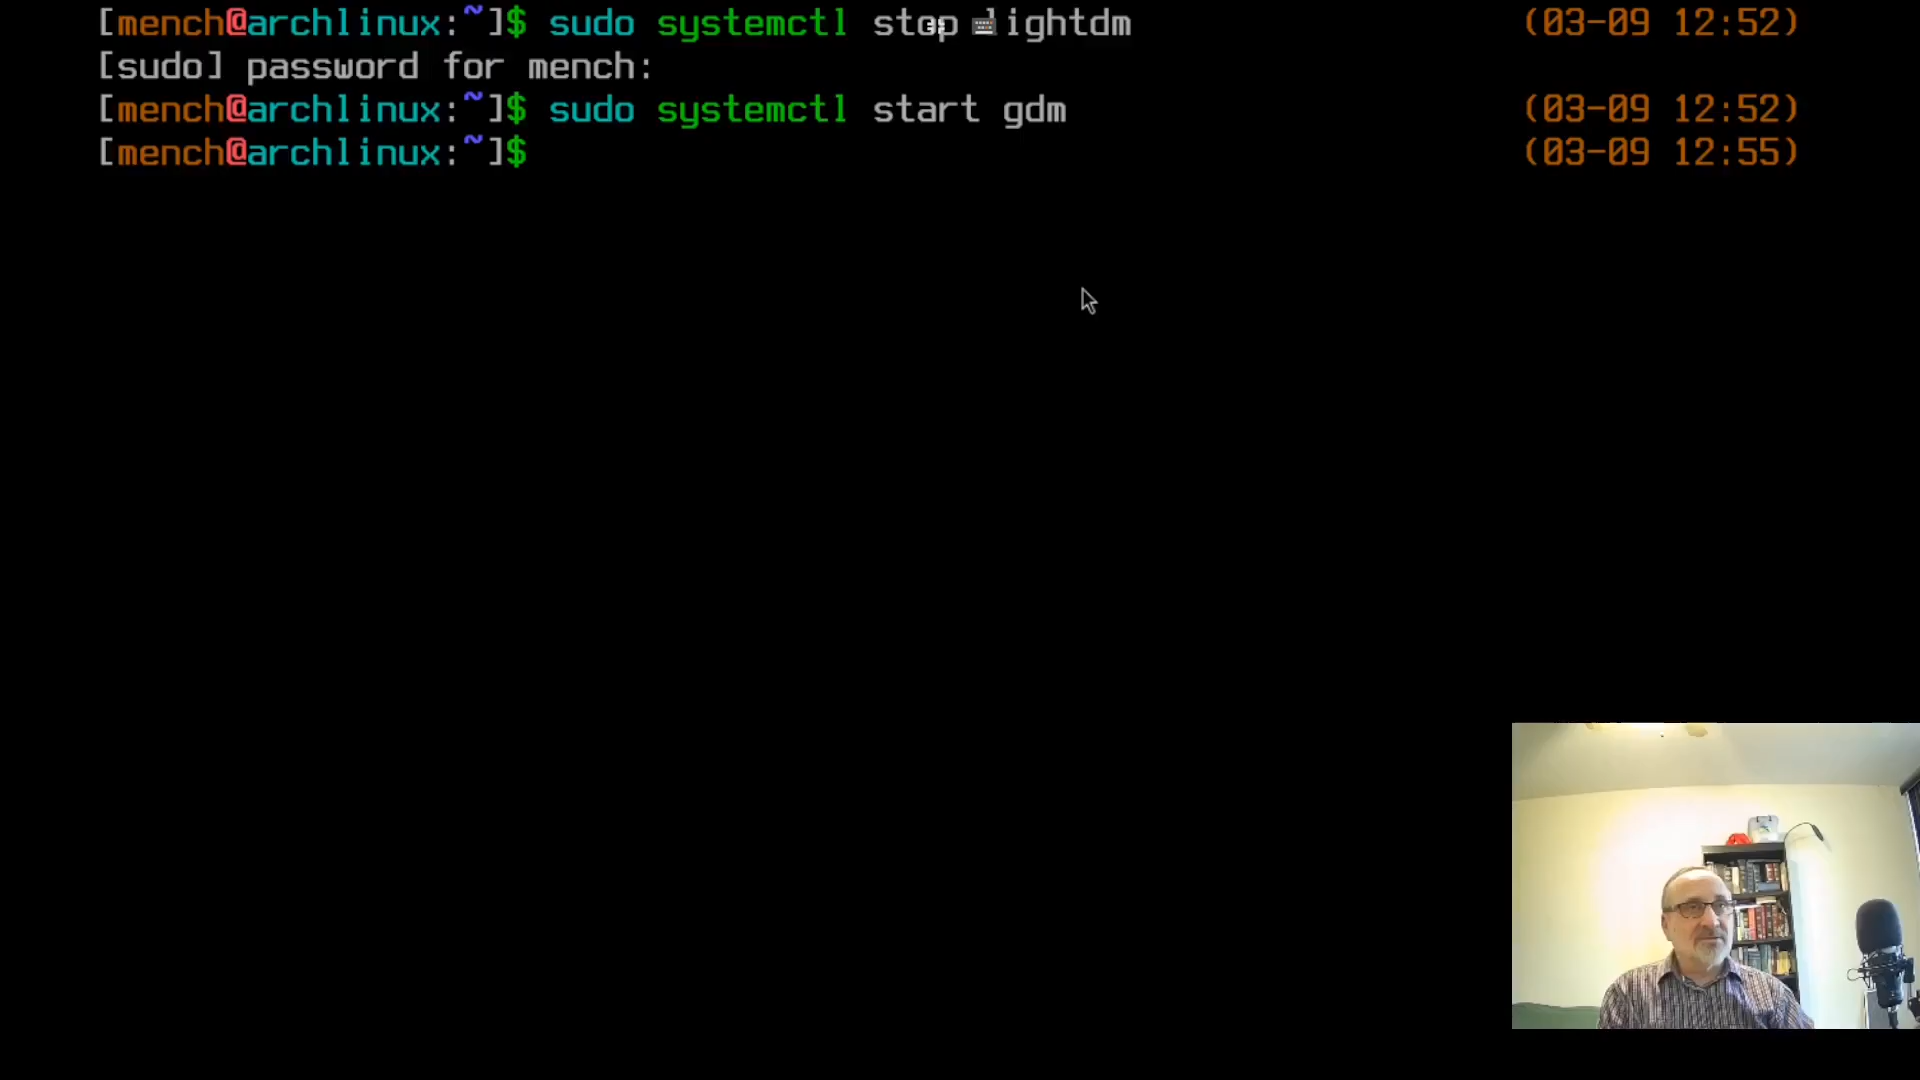 [mench@archlinux:~]$ sudo systemctl stop lightdm (03-09 12:52)
[sudo] password for mench:
[mench@archlinux:~]$ sudo systemctl start gdm (03-09 12:52)
[mench@archlinux:~]$ (03-09 12:55)